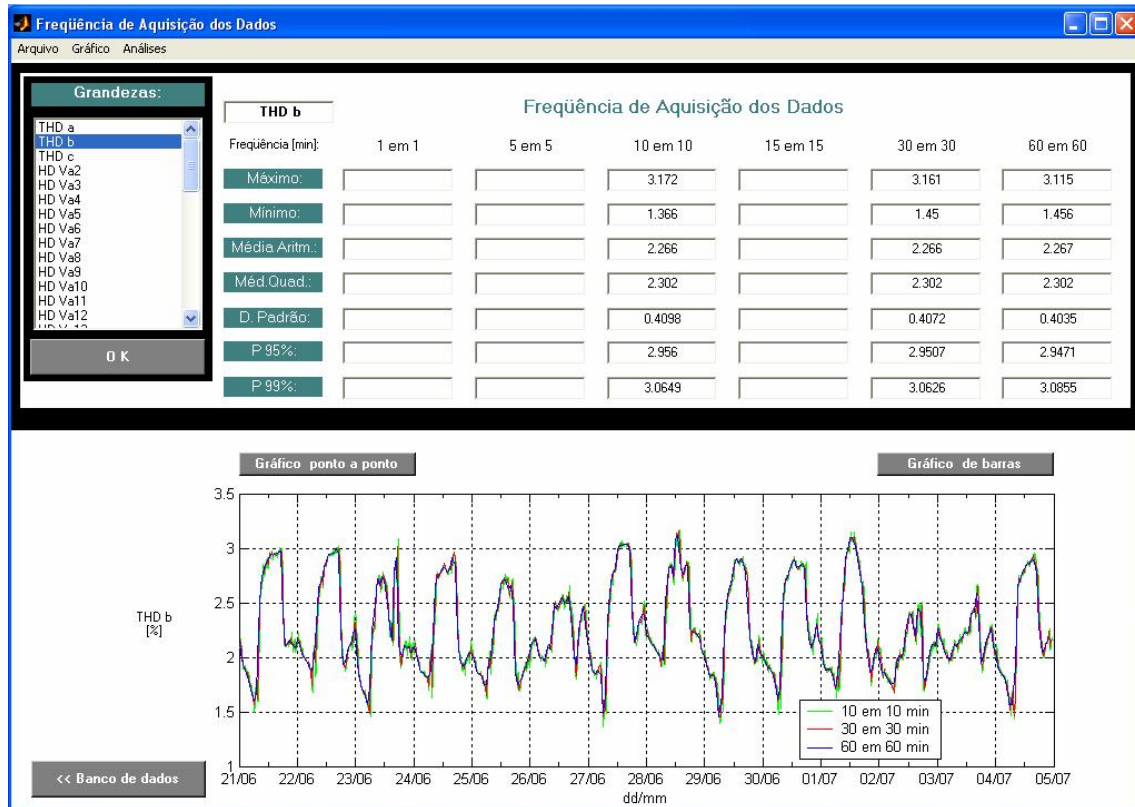 Freqüência de Aquisição dos Dados
Arquivo Gráfico Análises
Grandezas:
THD a
THD b
THD c
HD Va2
HD Va3
HD Va4
HD Va5
HD Va6
HD Va7
HD Va8
HD Va9
HD Va10
HD Va11
HD Va12
O K
THD b
Freqüência de Aquisição dos Dados
Freqüência [min]: 1 em 1 5 em 5 10 em 10 15 em 15 30 em 30 60 em 60
Máximo: 3.172 3.161 3.115
Mínimo: 1.366 1.45 1.456
Média Aritm.: 2.266 2.266 2.267
Méd.Quad.: 2.302 2.302 2.302
D. Padrão: 0.4098 0.4072 0.4035
P 95%: 2.956 2.9507 2.9471
P 99%: 3.0649 3.0626 3.0855
Gráfico ponto a ponto
Gráfico de barras
3.5
3
2.5
2
1.5
1
THD b
[%]
10 em 10 min
30 em 30 min
60 em 60 min
21/06 22/06 23/06 24/06 25/06 26/06 27/06 28/06 29/06 30/06 01/07 02/07 03/07 04/07 05/07
dd/mm
<< Banco de dados